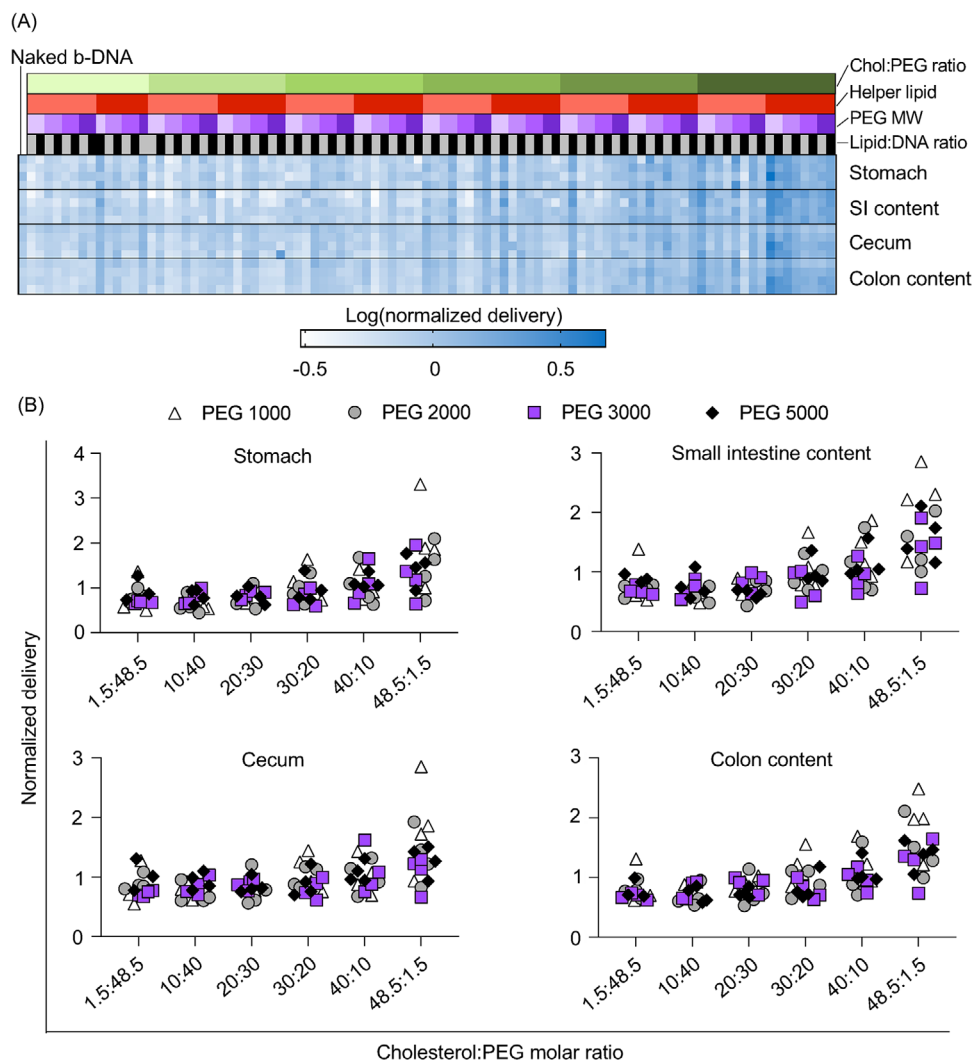 (A)
Naked b-DNA
Chol:PEG ratio
Helper lipid
PEG MW
Lipid:DNA ratio
Stomach
SI content
Cecum
Colon content
Log(normalized delivery)
-0.5 0 0.5
(B)
PEG 1000 PEG 2000 PEG 3000 PEG 5000
Stomach
4
3
2
1
0
1.5:48.5 10:40 20:30 30:20 40:10 48.5:1.5
Small intestine content
3
2
1
0
1.5:48.5 10:40 20:30 30:20 40:10 48.5:1.5
Normalized delivery
Cecum
3
2
1
0
1.5:48.5 10:40 20:30 30:20 40:10 48.5:1.5
Colon content
3
2
1
0
1.5:48.5 10:40 20:30 30:20 40:10 48.5:1.5
Cholesterol:PEG molar ratio